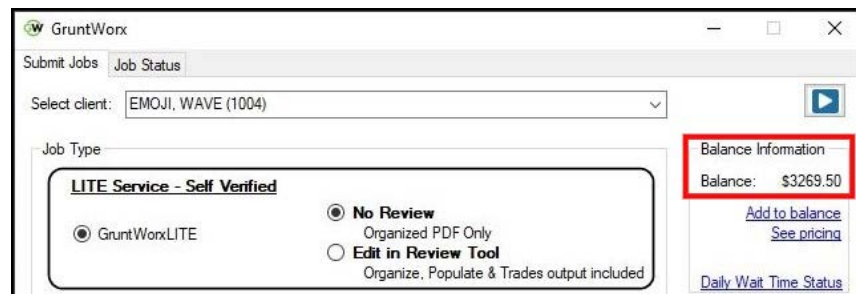 GruntWorx
Submit Jobs Job Status
Select client: EMOJI, WAVE (1004)
Job Type
LITE Service - Self Verified
GruntWorxLITE
No Review
Organized PDF Only
Edit in Review Tool
Organize, Populate & Trades output included
Balance Information
Balance: $3269.50
Add to balance
See pricing
Daily Wait Time Status